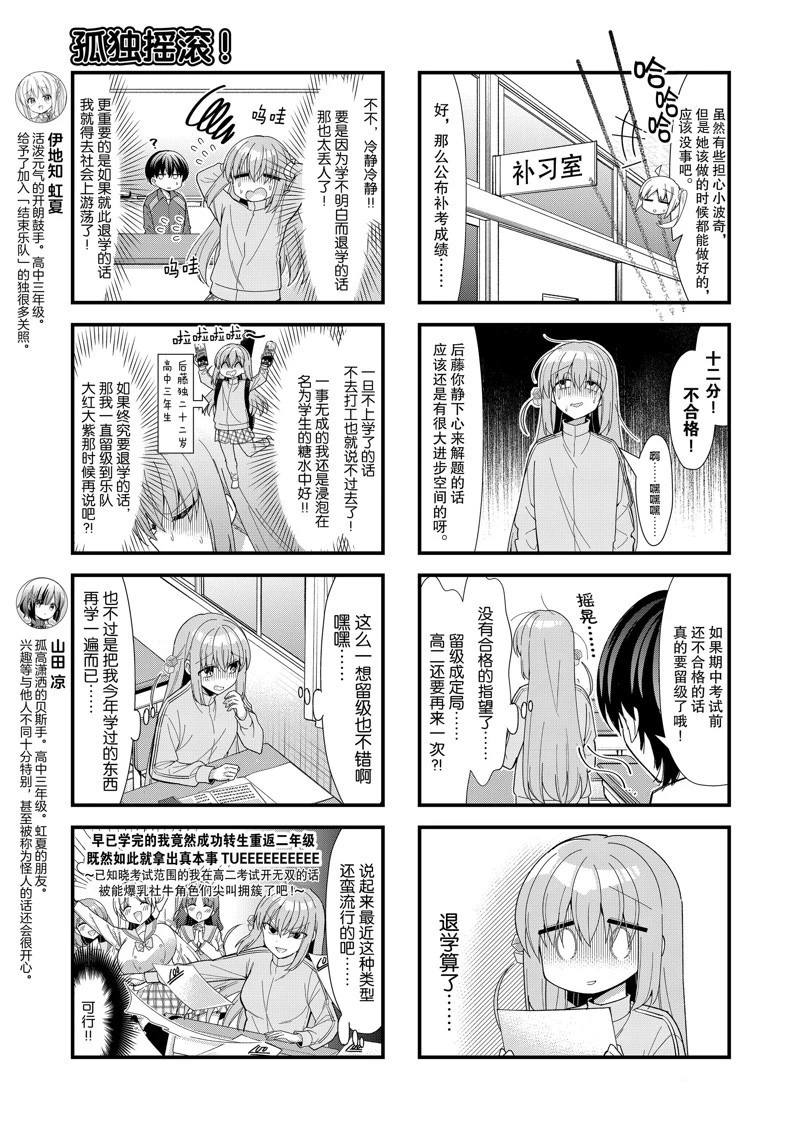 孤独摇滚！
伊地知 虹夏
活泼元气的开朗鼓手。高中三年级。
给予了加入「结束乐队」的独很多关照。
山田 凉
孤高潇洒的贝斯手。高中三年级。虹夏的朋友。
兴趣等与他人不同十分特别，甚至被称为怪人的话还会很开心。
哈
哈
哈
虽然有些担心小波奇，
但是她该做的时候都能做好的，
应该没事吧。
补习室
好，那么公布补考成绩……
十二分！
不合格！
啊……嘿嘿嘿……
后藤你静下心来解题的话
应该还是有很大进步空间的呀。
如果期中考试前
还不合格的话
真的要留级了哦！
摇晃……
没有合格的指望了……
留级成定局……
高二还要再来一次?!
退学算了……
不不，冷静冷静!!
要是因为学不明白而退学的话
那也太丢人了！
呜哇
呜哇
?
更重要的是如果就此退学的话
我就得去社会上游荡了！
一旦不上学了的话
不去打工也就说不过去了！
一事无成的我还是浸泡在
名为学生的糖水中好!!
啦啦啦啦～
后藤独二十二岁
高中三年生
如果终究要退学的话，
那我一直留级到乐队
大红大紫那时候再说吧?!
这么一想留级也不错啊
嘿嘿……
也不过是把我今年学过的东西
再学一遍而已……
说起来最近这种类型
还蛮流行的吧……
早已学完的我竟然成功转生重返二年级
既然如此就拿出真本事 TUEEEEEEEEEE
～已知晓考试范围的我在高二考试开无双的话
被能爆乳社牛角色们尖叫拥簇了吧！～
可行!!